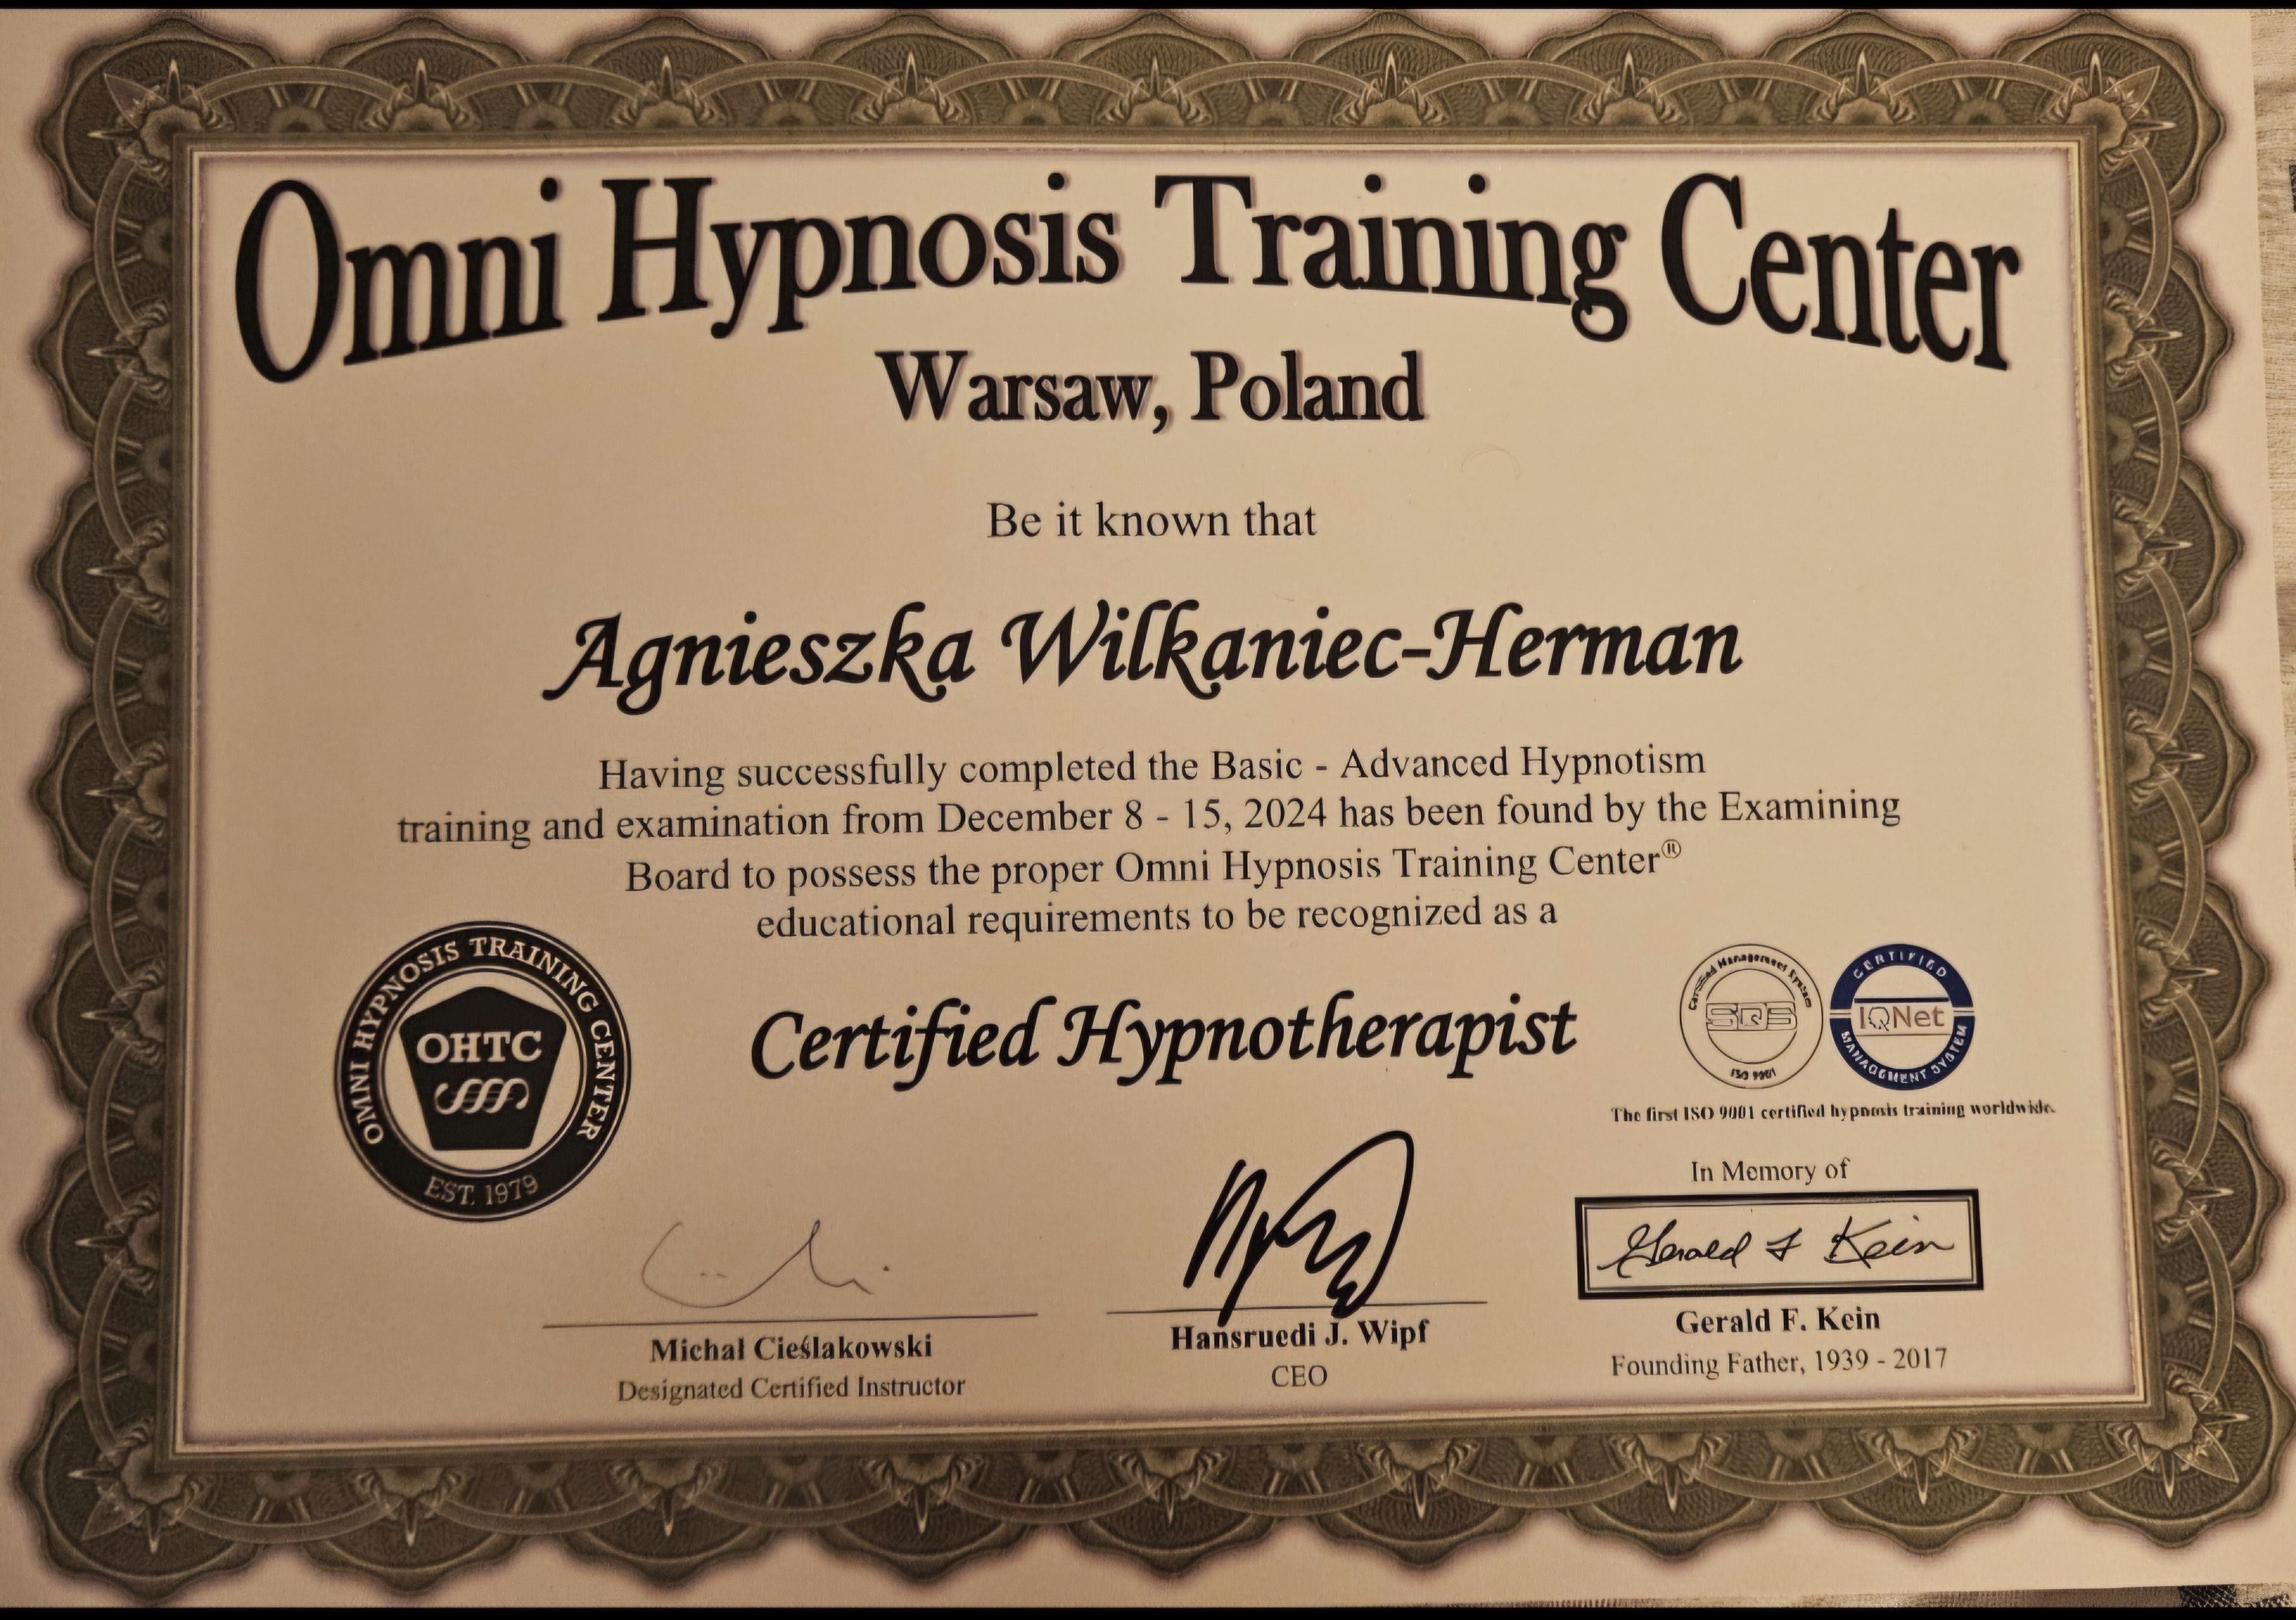 Omni Hypnosis Training Center
Warsaw, Poland
Be it known that
Agnieszka Wilkaniec-Herman
Having successfully completed the Basic - Advanced Hypnotism
training and examination from December 8 - 15, 2024 has been found by the Examining
Board to possess the proper Omni Hypnosis Training Center®
educational requirements to be recognized as a
Certified Hypnotherapist
OMNI HYPNOSIS TRAINING CENTER
OHTC
EST. 1979
Certified Management System
SQS
ISO 9001
CERTIFIED
IQNet
MANAGEMENT SYSTEM
The first ISO 9001 certified hypnosis training worldwide.
In Memory of
Gerald F Kein
Michał Cieślakowski
Designated Certified Instructor
Hansruedi J. Wipf
CEO
Gerald F. Kein
Founding Father, 1939 - 2017